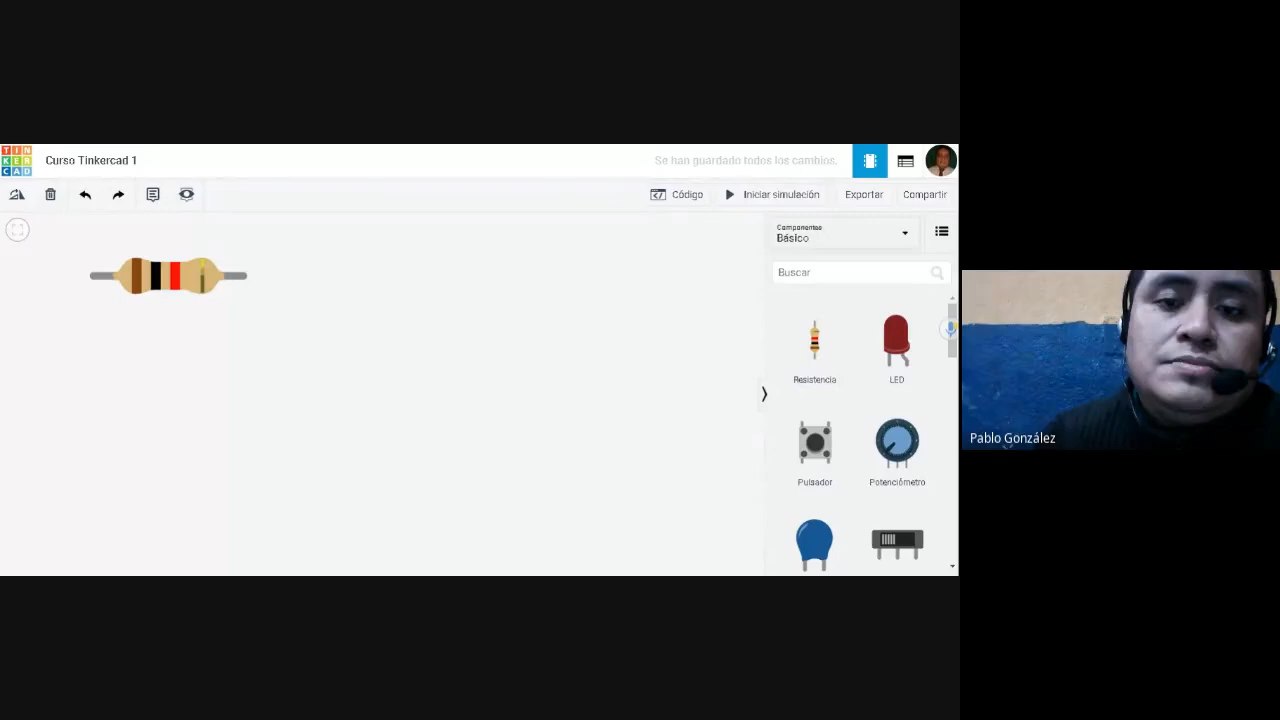 TIN
KER
CAD
Curso Tinkercad 1
Se han guardado todos los cambios.
Código
Iniciar simulación
Exportar
Compartir
Componentes
Básico
Buscar
Resistencia
LED
Pulsador
Potenciómetro
Pablo González